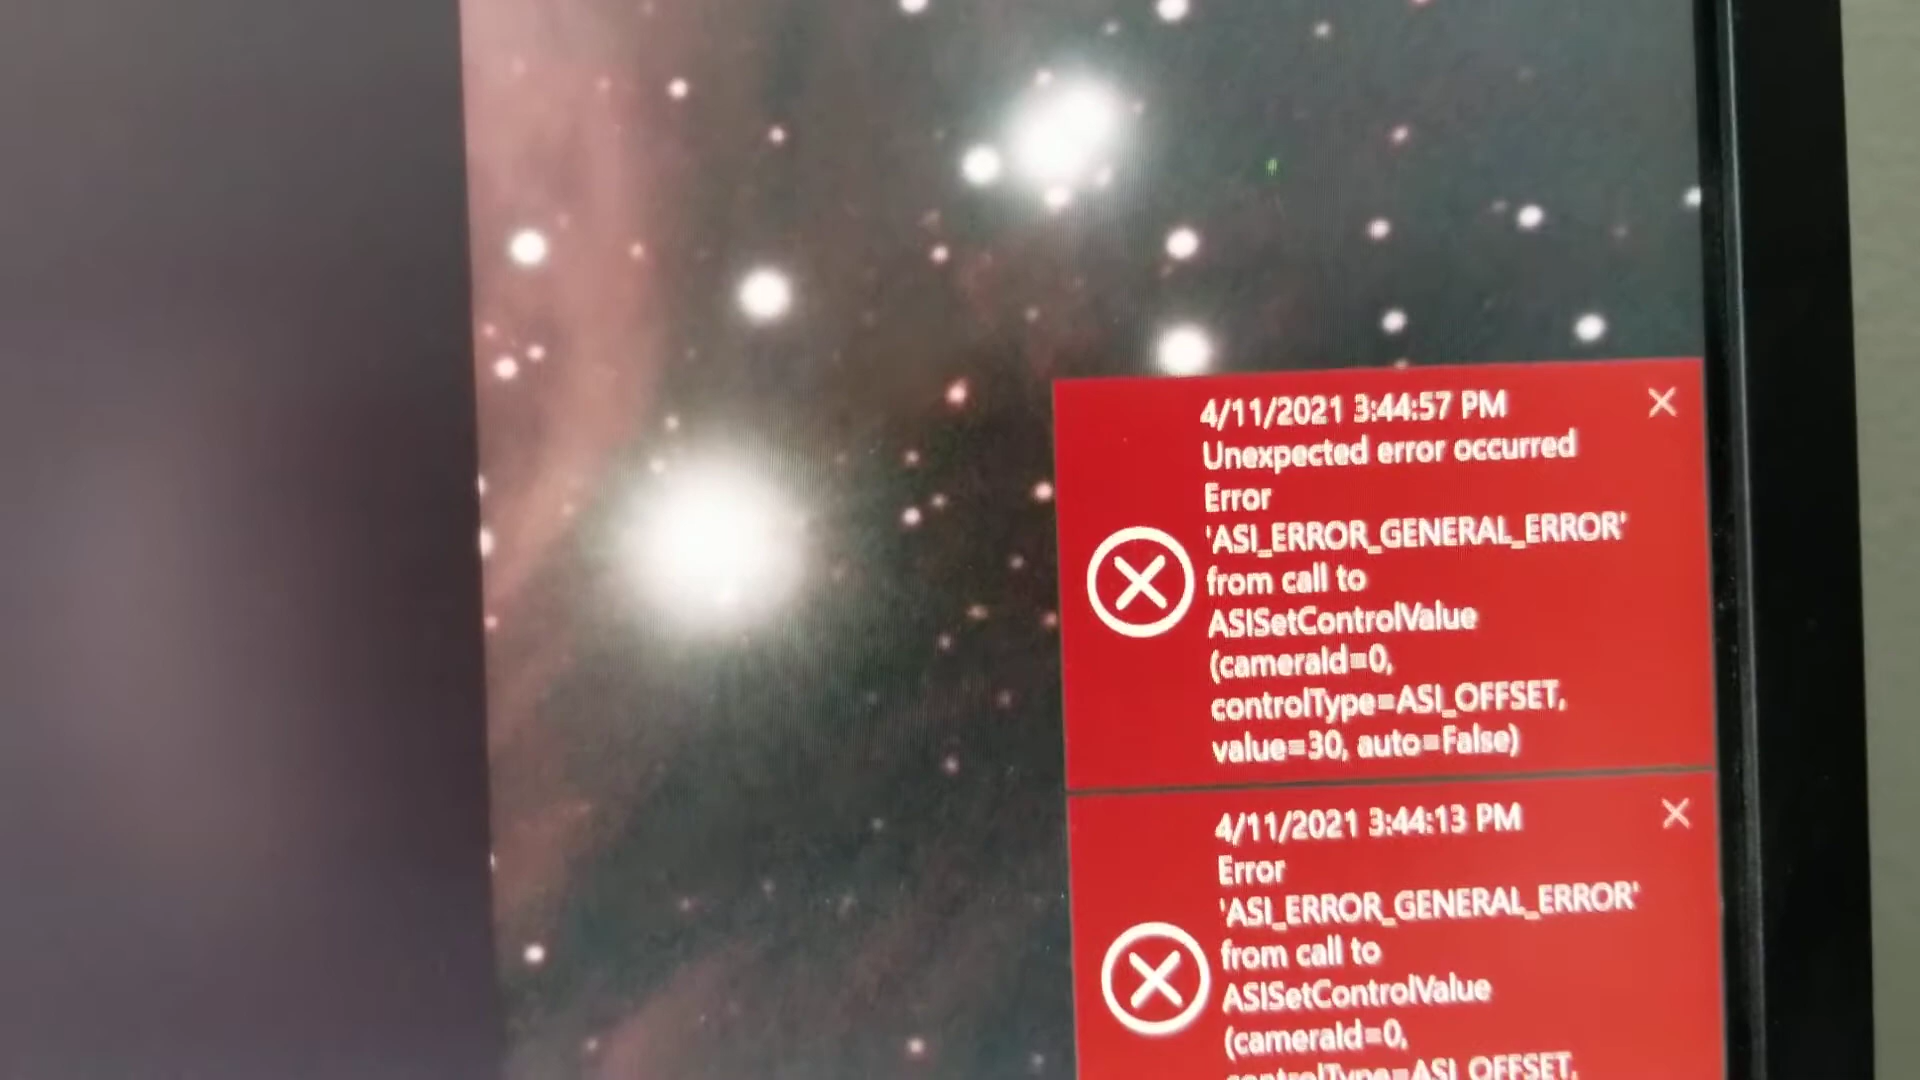 4/11/2021 3:44:57 PM
Unexpected error occurred
Error
'ASI_ERROR_GENERAL_ERROR'
from call to
ASISetControlValue
(cameraId=0,
controlType=ASI_OFFSET,
value=30, auto=False)
4/11/2021 3:44:13 PM
Error
'ASI_ERROR_GENERAL_ERROR'
from call to
ASISetControlValue
(cameraId=0,
controlType=ASI_OFFSET,